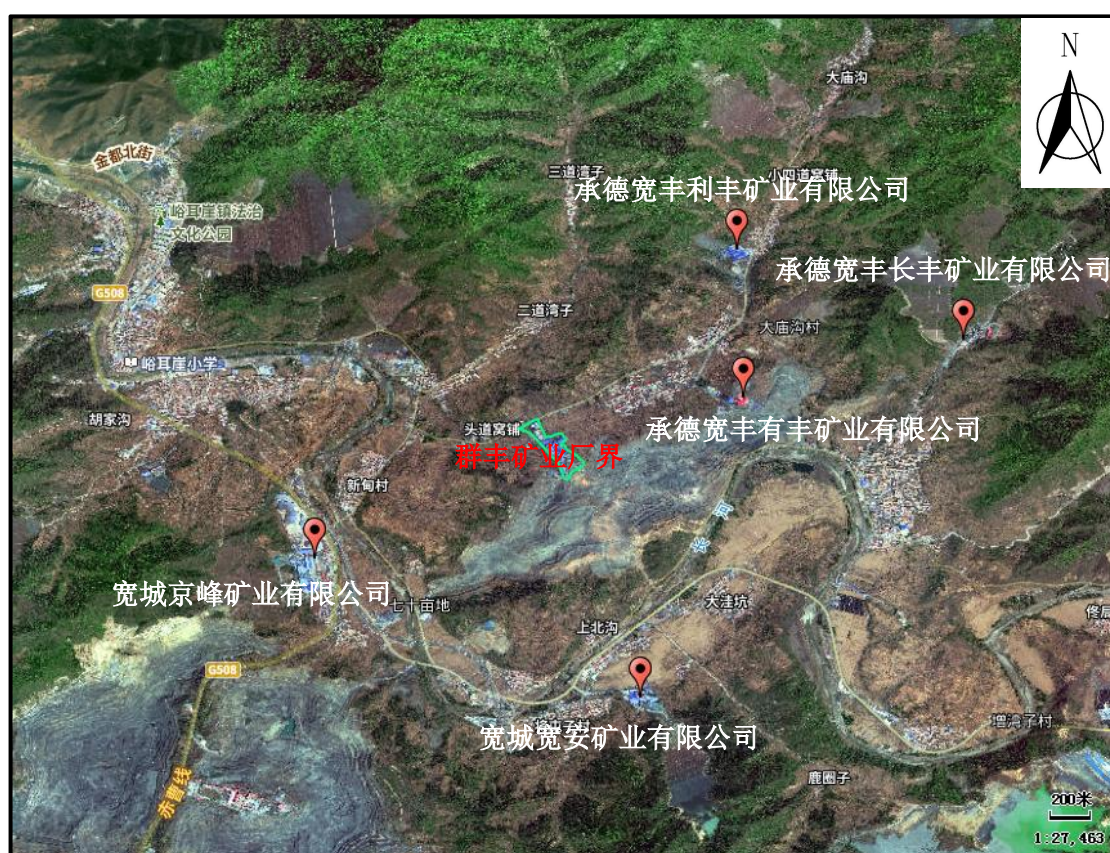 N
大庙沟
金都北街
三道湾子
小四道窝铺
承德宽丰利丰矿业有限公司
峪耳崖镇法治
文化公园
承德宽丰长丰矿业有限公司
G508
二道湾子
大庙沟村
峪耳崖小学
胡家沟
头道窝铺
承德宽丰有丰矿业有限公司
群丰矿业厂界
新甸村
长河
宽城京峰矿业有限公司
七十亩地
大洼坑
上北沟
G508
宽城宽安矿业有限公司
增湾子村
赤曹线
鹿圈子
200米
1:27,463